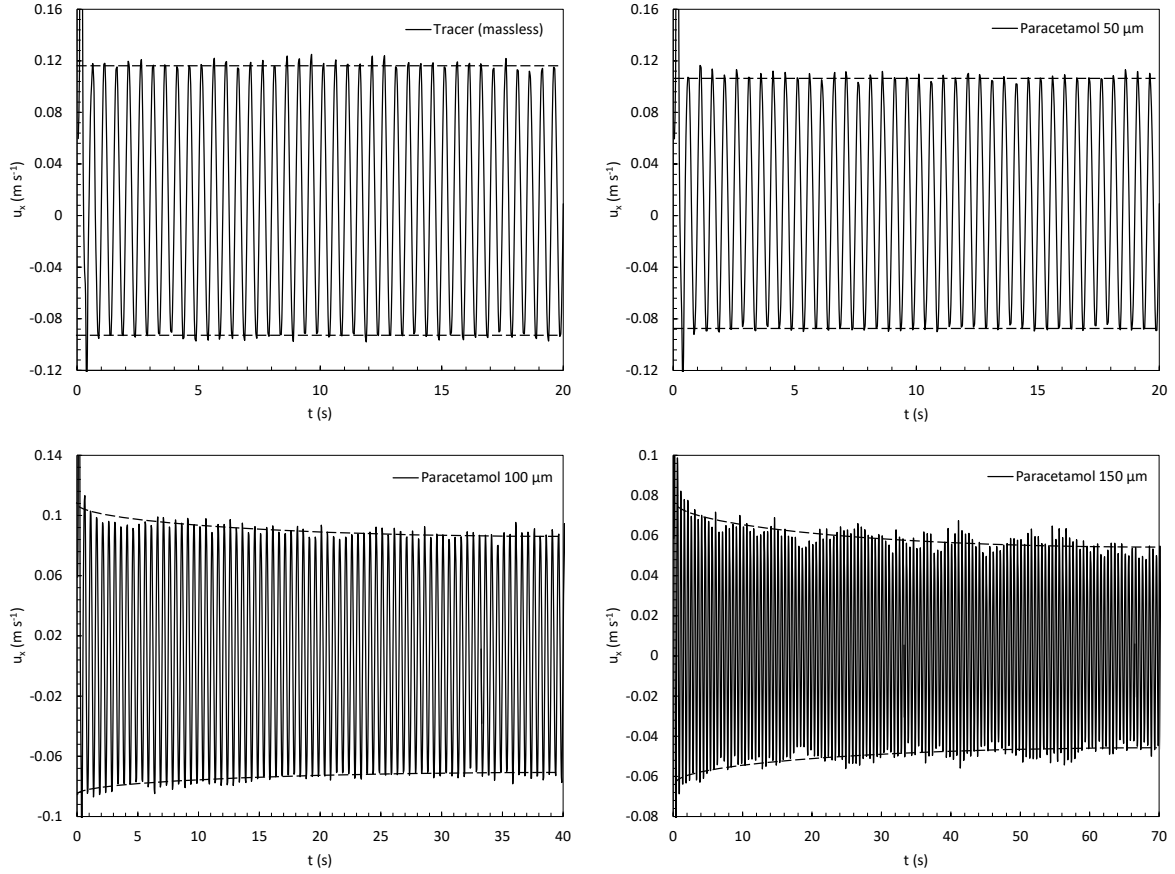 Tracer (massless)
0.16
0.12
0.08
0.04
0
-0.04
-0.08
-0.12
uₓ (m s⁻¹)
0 5 10 15 20
t (s)
Paracetamol 50 μm
0.16
0.12
0.08
0.04
0
-0.04
-0.08
-0.12
uₓ (m s⁻¹)
0 5 10 15 20
t (s)
Paracetamol 100 μm
0.14
0.1
0.06
0.02
-0.02
-0.06
-0.1
uₓ (m s⁻¹)
0 5 10 15 20 25 30 35 40
t (s)
Paracetamol 150 μm
0.1
0.08
0.06
0.04
0.02
0
-0.02
-0.04
-0.06
-0.08
uₓ (m s⁻¹)
0 10 20 30 40 50 60 70
t (s)